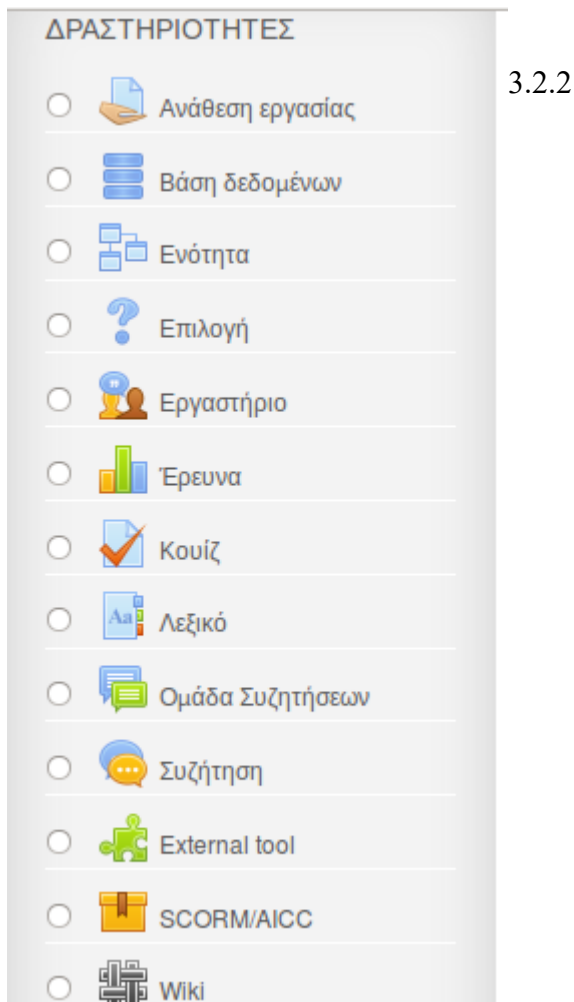 ΔΡΑΣΤΗΡΙΟΤΗΤΕΣ
3.2.2
Ανάθεση εργασίας
Βάση δεδομένων
Ενότητα
Επιλογή
Εργαστήριο
Έρευνα
Κουίζ
Aa
Λεξικό
Ομάδα Συζητήσεων
Συζήτηση
External tool
SCORM/AICC
Wiki